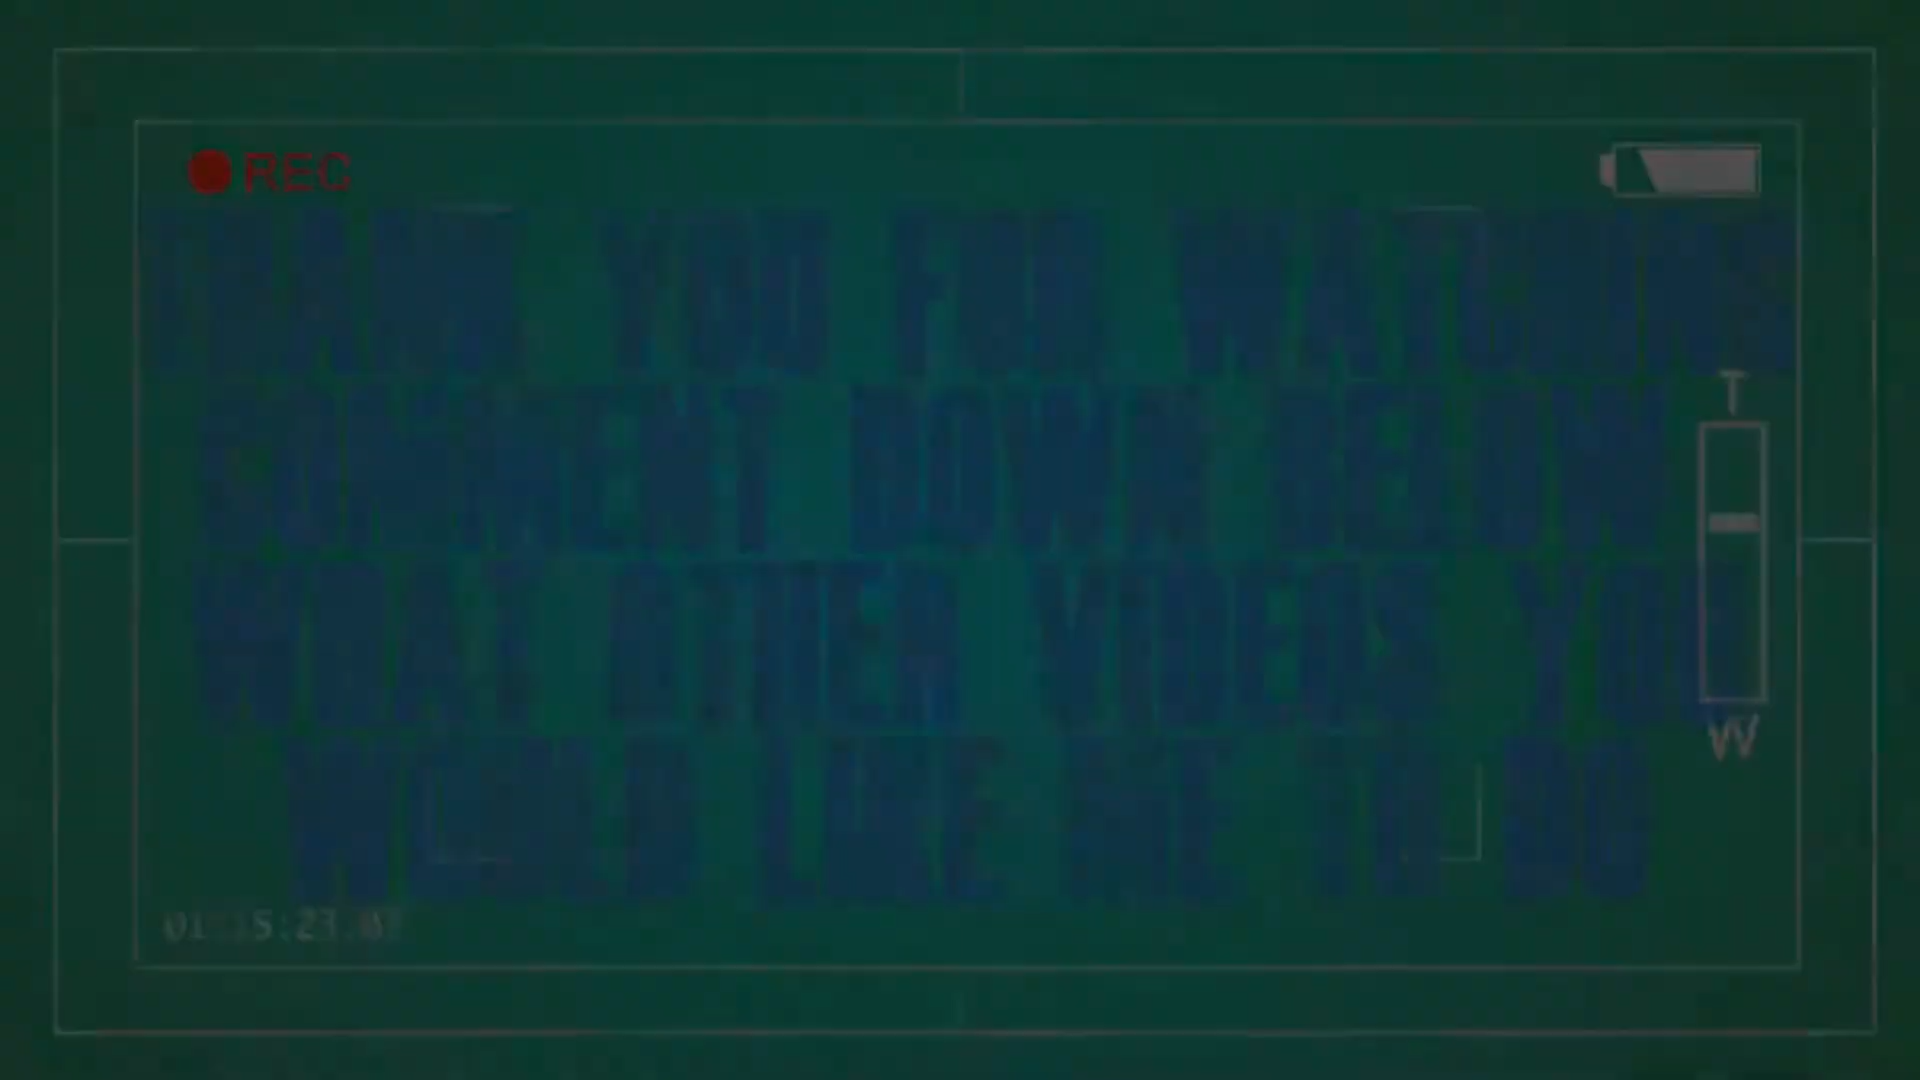 REC
THANK YOU FOR WATCHING
COMMENT DOWN BELOW
T
WHAT OTHER VIDEOS YOU
W
WOULD LIKE ME TO DO